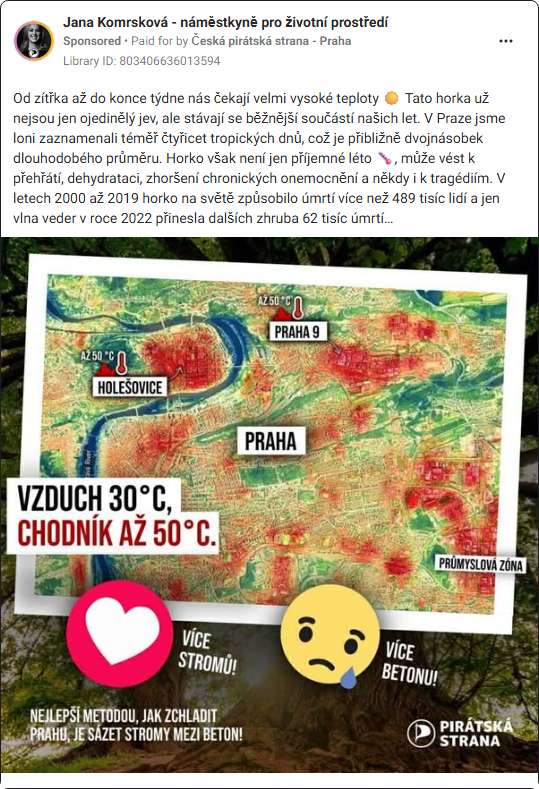 Jana Komrsková - náměstkyně pro životní prostředí
Sponsored • Paid for by Česká pirátská strana - Praha
Library ID: 803406636013594
Od zítřka až do konce týdne nás čekají velmi vysoké teploty 🌞 Tato horka už
nejsou jen ojedinělý jev, ale stávají se běžnější součástí našich let. V Praze jsme
loni zaznamenali téměř čtyřicet tropických dnů, což je přibližně dvojnásobek
dlouhodobého průměru. Horko však není jen příjemné léto 🌡️, může vést k
přehřátí, dehydrataci, zhoršení chronických onemocnění a někdy i k tragédiím. V
letech 2000 až 2019 horko na světě způsobilo úmrtí více než 489 tisíc lidí a jen
vlna veder v roce 2022 přinesla dalších zhruba 62 tisíc úmrtí…
AŽ 50 °C
PRAHA 9
AŽ 50 °C
HOLEŠOVICE
PRAHA
River
VZDUCH 30°C,
CHODNÍK AŽ 50°C.
PRŮMYSLOVÁ ZÓNA
VÍCE
STROMŮ!
VÍCE
BETONU!
NEJLEPŠÍ METODOU, JAK ZCHLADIT
PRAHU, JE SÁZET STROMY MEZI BETON!
PIRÁTSKÁ
STRANA